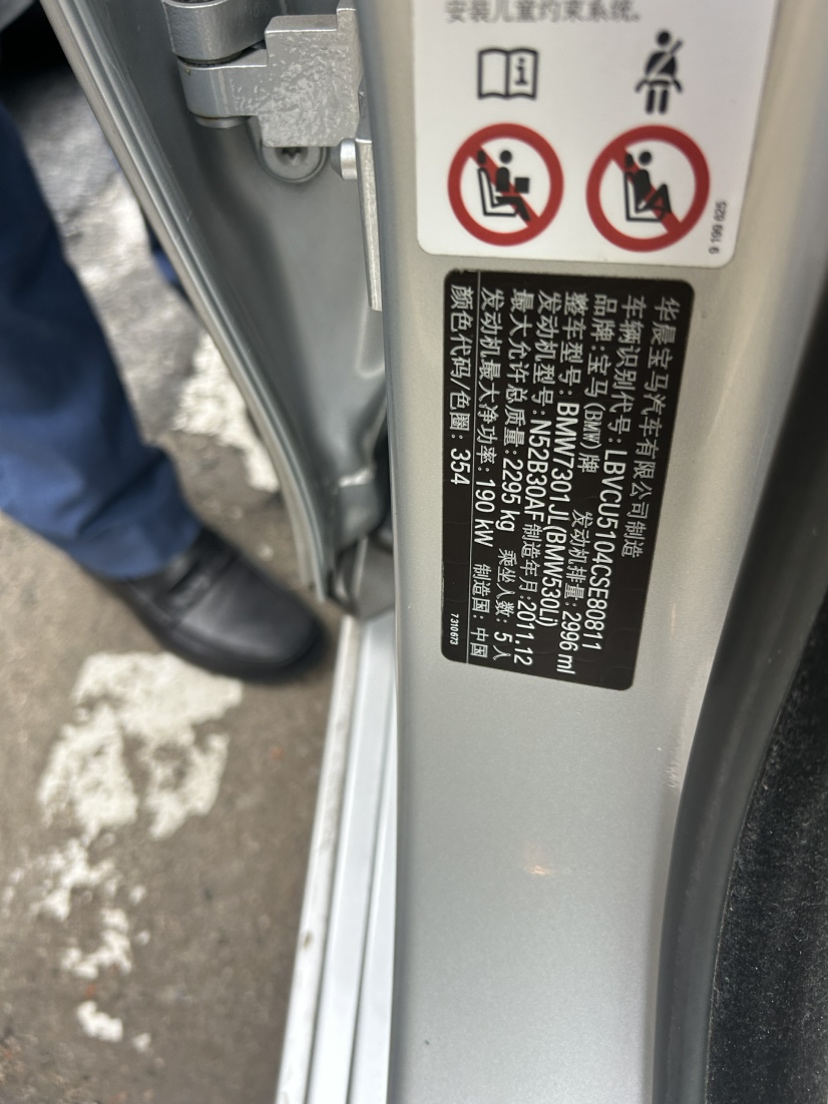 安装儿童约束系统。
9 199 625
华晨宝马汽车有限公司制造
车辆识别代号: LBVCU5104CSE80811
品牌: 宝马(BMW)牌 发动机排量: 2996 ml
整车型号: BMW7301JL(BMW530Li)
发动机型号: N52B30AF 制造年月: 2011.12
最大允许总质量: 2295 kg 乘坐人数: 5人
发动机最大净功率: 190 kW 制造国: 中国
颜色代码/色圈: 354
7 310 673